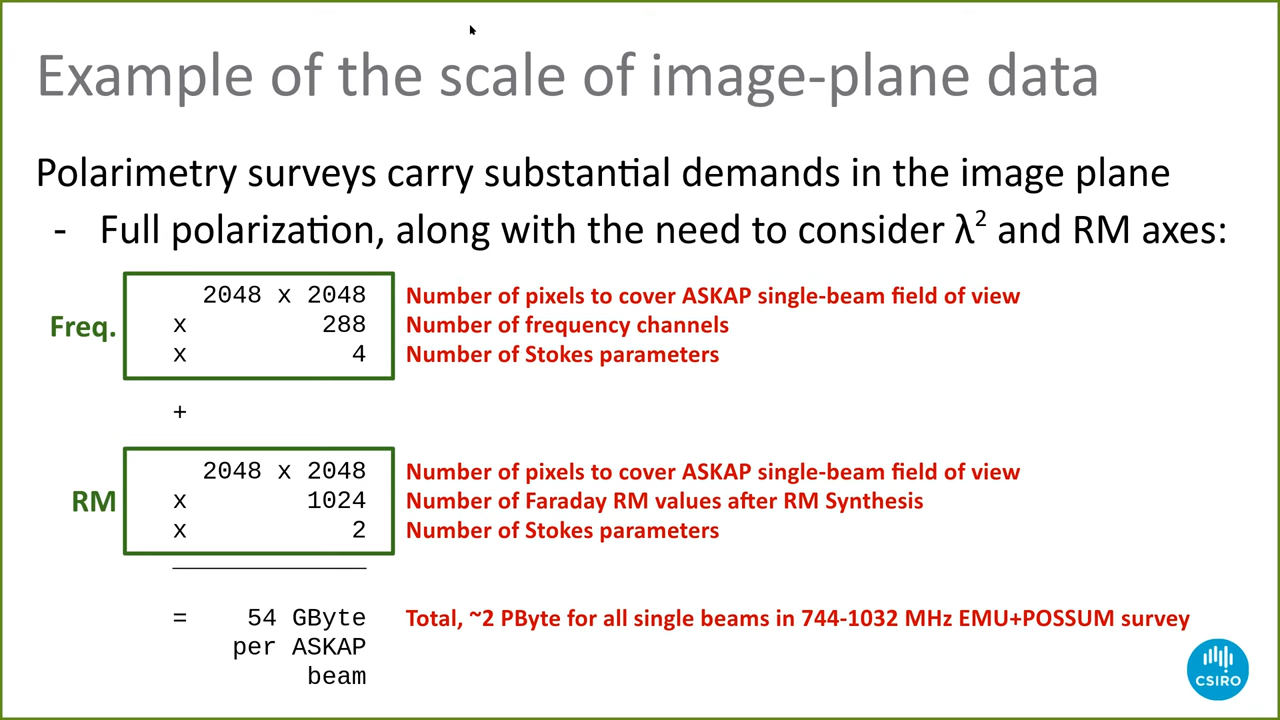 Example of the scale of image-plane data
Polarimetry surveys carry substantial demands in the image plane
- Full polarization, along with the need to consider λ² and RM axes:
Freq.
2048 x 2048 Number of pixels to cover ASKAP single-beam field of view
x 288 Number of frequency channels
x 4 Number of Stokes parameters
+
RM
2048 x 2048 Number of pixels to cover ASKAP single-beam field of view
x 1024 Number of Faraday RM values after RM Synthesis
x 2 Number of Stokes parameters
= 54 GByte Total, ~2 PByte for all single beams in 744-1032 MHz EMU+POSSUM survey
per ASKAP
beam
CSIRO